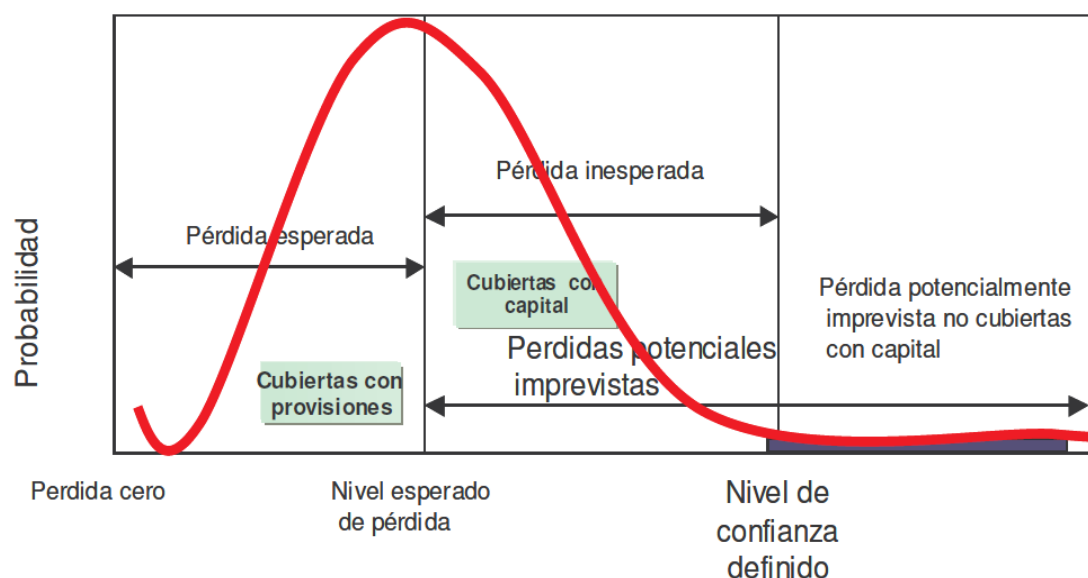 Pérdida inesperada
Pérdida esperada
Probabilidad
Cubiertas con
capital
Pérdida potencialmente
imprevista no cubiertas
con capital
Perdidas potenciales
imprevistas
Cubiertas con
provisiones
Perdida cero
Nivel esperado
de pérdida
Nivel de
confianza
definido